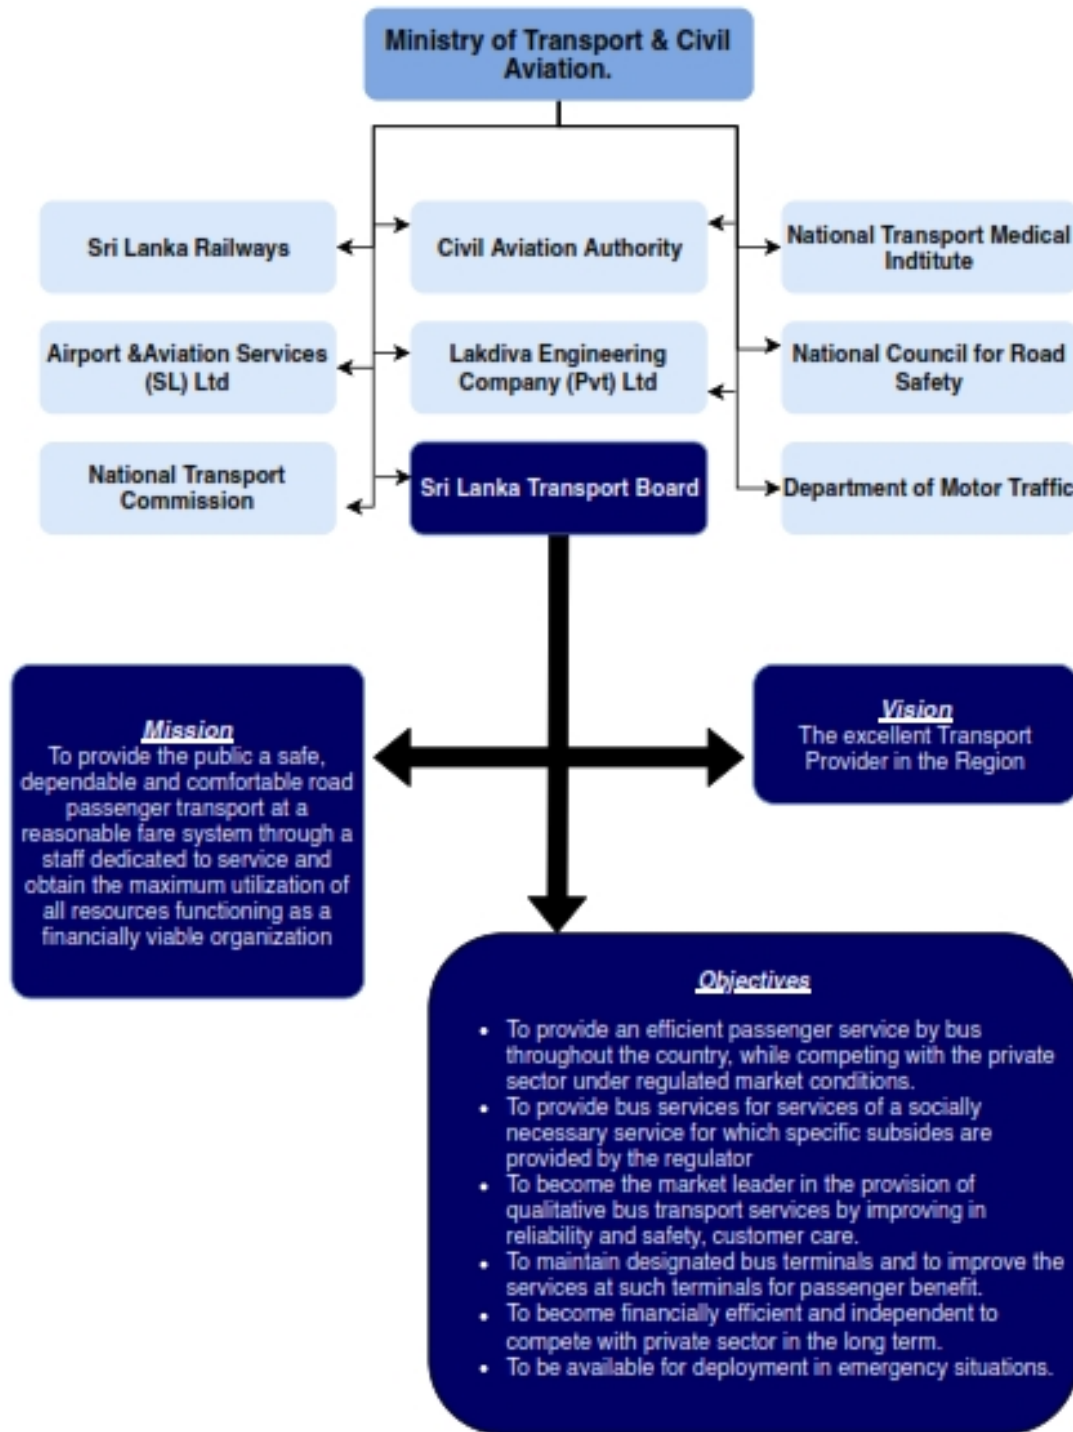 Ministry of Transport & Civil
Aviation.
Sri Lanka Railways
Civil Aviation Authority
National Transport Medical
Indtitute
Airport &Aviation Services
(SL) Ltd
Lakdiva Engineering
Company (Pvt) Ltd
National Council for Road
Safety
National Transport
Commission
Sri Lanka Transport Board
Department of Motor Traffic
Mission
To provide the public a safe,
dependable and comfortable road
passenger transport at a
reasonable fare system through a
staff dedicated to service and
obtain the maximum utilization of
all resources functioning as a
financially viable organization
Vision
The excellent Transport
Provider in the Region
Objectives
• To provide an efficient passenger service by bus
throughout the country, while competing with the private
sector under regulated market conditions.
• To provide bus services for services of a socially
necessary service for which specific subsides are
provided by the regulator
• To become the market leader in the provision of
qualitative bus transport services by improving in
reliability and safety, customer care.
• To maintain designated bus terminals and to improve the
services at such terminals for passenger benefit.
• To become financially efficient and independent to
compete with private sector in the long term.
• To be available for deployment in emergency situations.